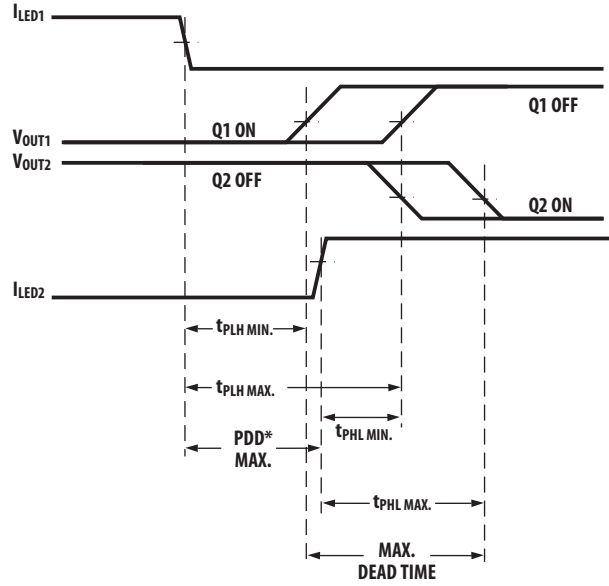 ILED1
Q1 ON
Q1 OFF
VOUT1
VOUT2
Q2 OFF
Q2 ON
ILED2
tPLH MIN.
tPLH MAX.
tPHL MIN.
PDD*
MAX.
tPHL MAX.
MAX.
DEAD TIME